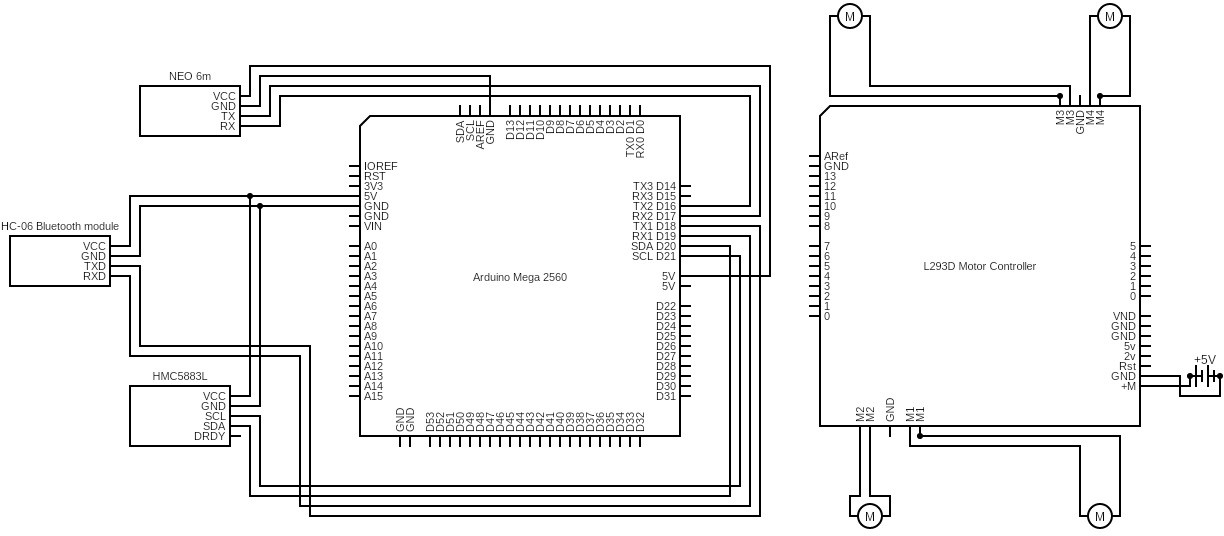 M
M
NEO 6m
VCC
GND
TX
RX
SDA
SCL
AREF
GND
D13
D12
D11
D10
D9
D8
D7
D6
D5
D4
D3
D2
TX0 D1
RX0 D0
M3
M3
GND
M4
M4
IOREF
RST
3V3
5V
GND
GND
VIN
A0
A1
A2
A3
A4
A5
A6
A7
A8
A9
A10
A11
A12
A13
A14
A15
TX3 D14
RX3 D15
TX2 D16
RX2 D17
TX1 D18
RX1 D19
SDA D20
SCL D21
5V
5V
D22
D23
D24
D25
D26
D27
D28
D29
D30
D31
Arduino Mega 2560
GND
GND
D53
D52
D51
D50
D49
D48
D47
D46
D45
D44
D43
D42
D41
D40
D39
D38
D37
D36
D35
D34
D33
D32
HC-06 Bluetooth module
VCC
GND
TXD
RXD
HMC5883L
VCC
GND
SCL
SDA
DRDY
ARef
GND
13
12
11
10
9
8
7
6
5
4
3
2
1
0
L293D Motor Controller
5
4
3
2
1
0
VND
GND
GND
5v
2v
Rst
GND
+M
+5V
M2
M2
GND
M1
M1
M
M